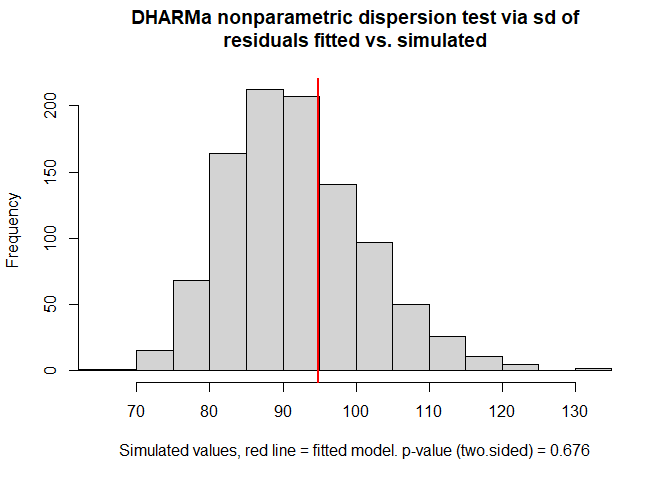 DHARMa nonparametric dispersion test via sd of
residuals fitted vs. simulated
200
150
100
50
0
Frequency
70 80 90 100 110 120 130
Simulated values, red line = fitted model. p-value (two.sided) = 0.676